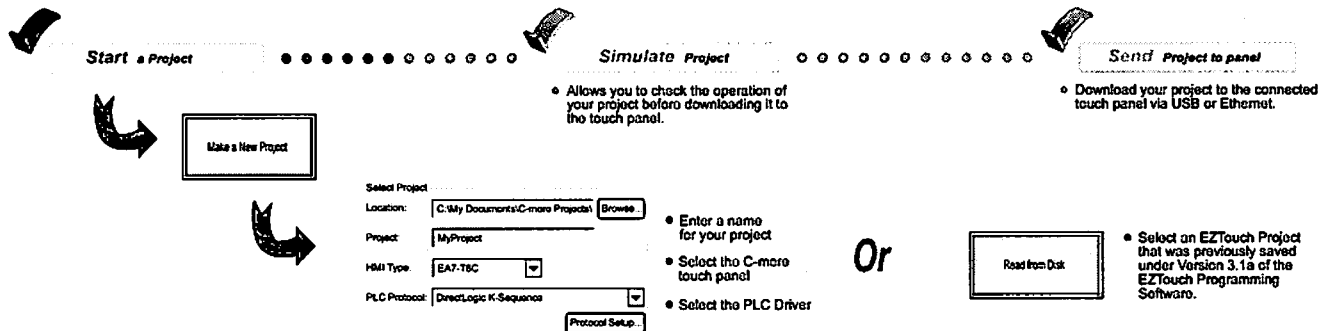 Start a Project
Simulate Project
Send Project to panel
Allows you to check the operation of
your project before downloading it to
the touch panel.
Download your project to the connected
touch panel via USB or Ethernet.
Make a New Project
Select Project
Location: C:\My Documents\C-more Projects\ Browse...
Project: MyProject
HMI Type: EA7-T6C
PLC Protocol: DirectLogic K-Sequence
Protocol Setup...
Enter a name
for your project
Select the C-more
touch panel
Select the PLC Driver
Or
Read from Disk
Select an EZTouch Project
that was previously saved
under Version 3.1a of the
EZTouch Programming
Software.